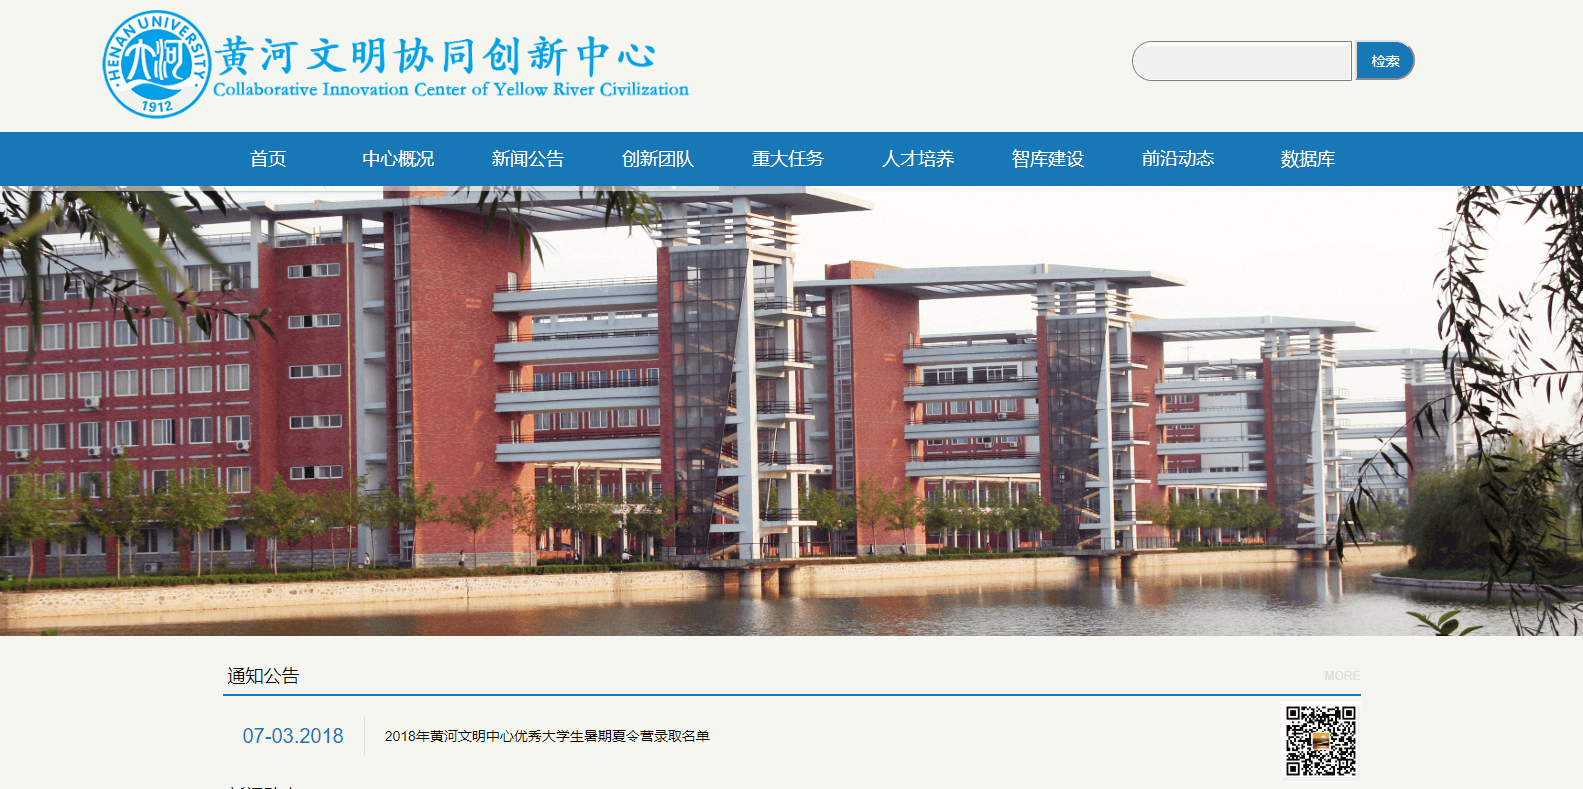 HENAN UNIVERSITY
1912
黄河文明协同创新中心
Collaborative Innovation Center of Yellow River Civilization
检索
首页 中心概况 新闻公告 创新团队 重大任务 人才培养 智库建设 前沿动态 数据库
通知公告 MORE
07-03.2018 2018年黄河文明中心优秀大学生暑期夏令营录取名单